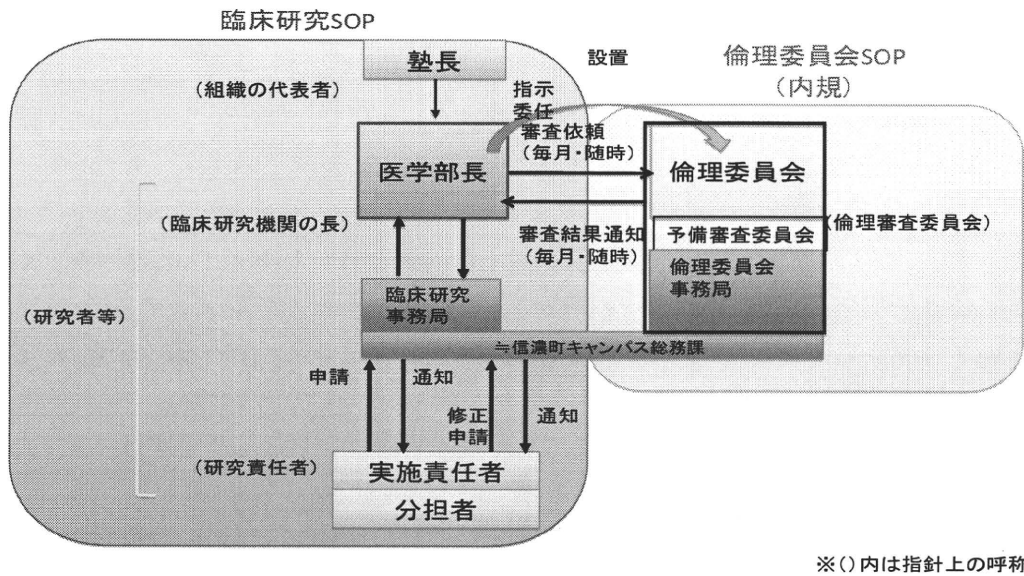 臨床研究SOP
塾長
(組織の代表者)
設置
倫理委員会SOP
(内規)
指示
委任
審査依頼
(毎月・随時)
医学部長
倫理委員会
(臨床研究機関の長)
審査結果通知
(毎月・随時)
予備審査委員会
(倫理審査委員会)
倫理委員会
事務局
臨床研究
事務局
(研究者等)
≒信濃町キャンパス総務課
申請
通知
修正
申請
通知
(研究責任者)
実施責任者
分担者
※()内は指針上の呼称